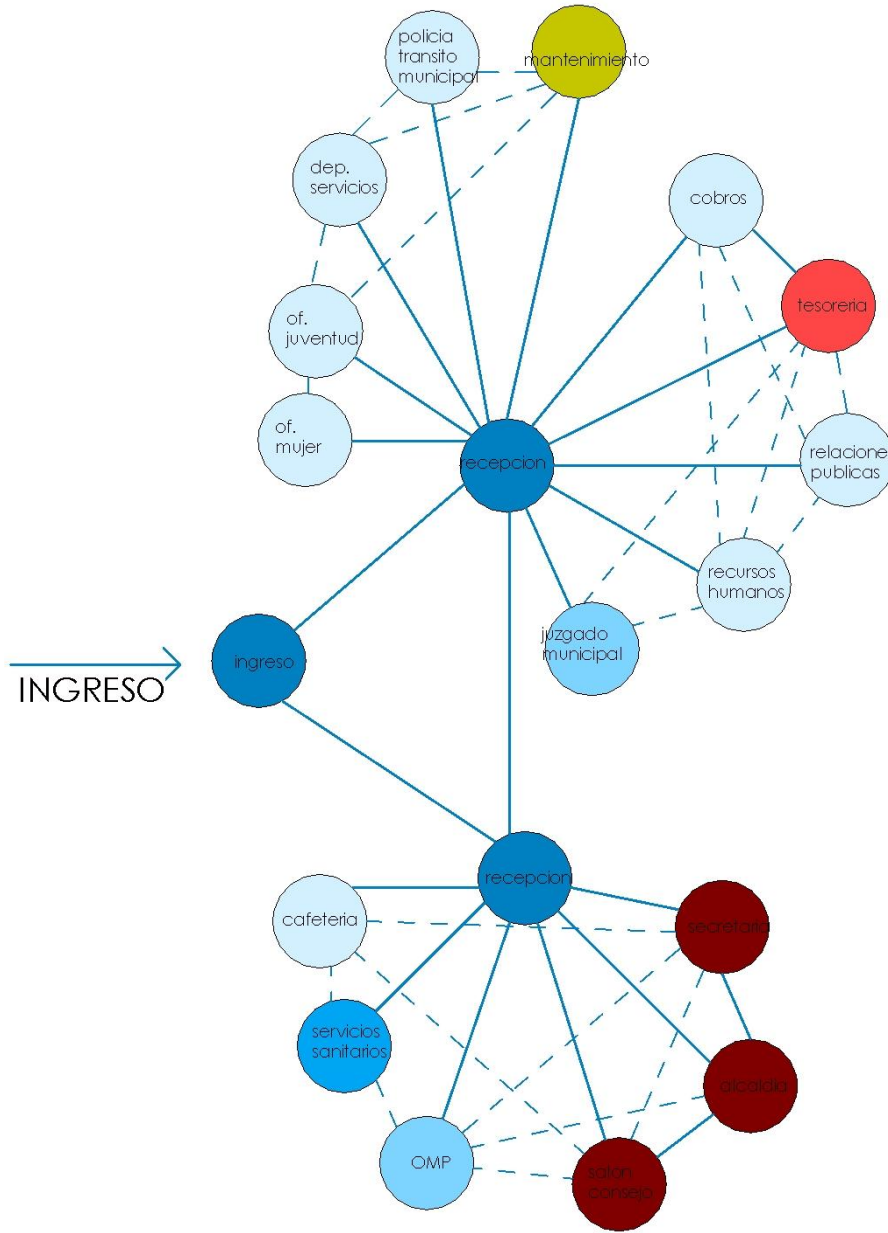 policia
transito
municipal
mantenimiento
dep.
servicios
cobros
tesoreria
of.
juventud
of.
mujer
recepcion
relacione
publicas
recursos
humanos
juzgado
municipal
ingreso
INGRESO
recepcion
cafeteria
secretaria
servicios
sanitarios
alcaldia
OMP
salon
consejo